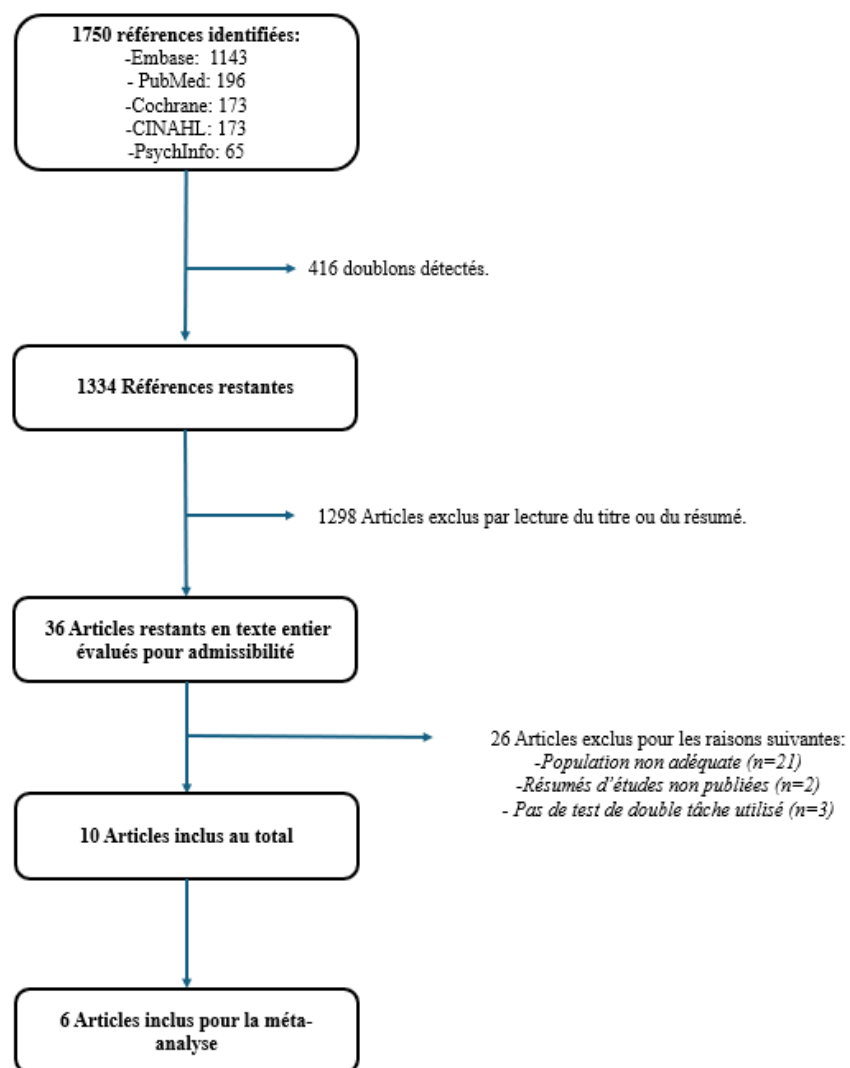 1750 références identifiées:
-Embase:  1143
- PubMed: 196
-Cochrane: 173
-CINAHL: 173
-PsychInfo: 65
416 doublons détectés.
1334 Références restantes
1298 Articles exclus par lecture du titre ou du résumé.
36 Articles restants en texte entier
évalués pour admissibilité
26 Articles exclus pour les raisons suivantes:
-Population non adéquate (n=21)
-Résumés d'études non publiées (n=2)
- Pas de test de double tâche utilisé (n=3)
10 Articles inclus au total
6 Articles inclus pour la méta-
analyse